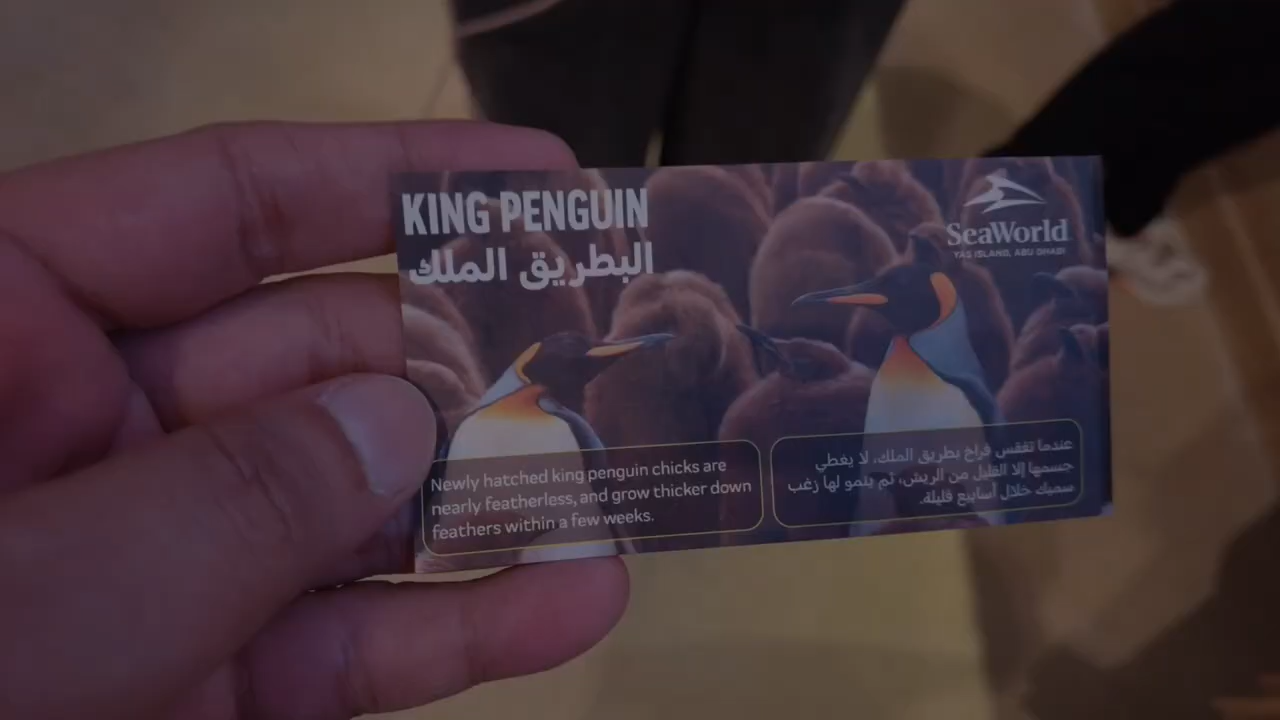 KING PENGUIN
البطريق الملك
SeaWorld
YAS ISLAND, ABU DHABI
Newly hatched king penguin chicks are
nearly featherless, and grow thicker down
feathers within a few weeks.
عندما تفقس فراخ بطريق الملك، لا يغطي
جسمها إلا القليل من الريش، ثم ينمو لها زغب
سميك خلال أسابيع قليلة.